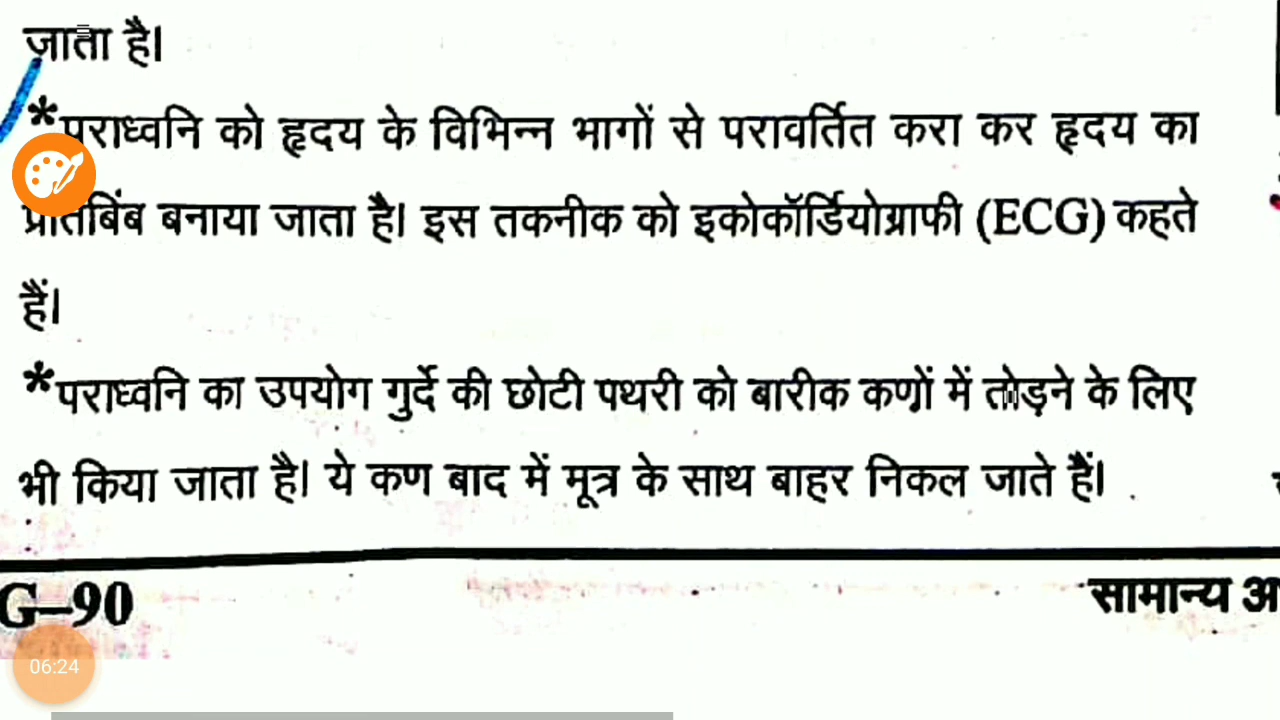 जाता है।
*पराध्वनि को हृदय के विभिन्न भागों से परावर्तित करा कर हृदय का
प्रतिबिंब बनाया जाता है। इस तकनीक को इकोकॉर्डियोग्राफी (ECG) कहते
हैं।
*पराध्वनि का उपयोग गुर्दे की छोटी पथरी को बारीक कणों में तोड़ने के लिए
भी किया जाता है। ये कण बाद में मूत्र के साथ बाहर निकल जाते हैं।
G–90
सामान्य अ
06:24